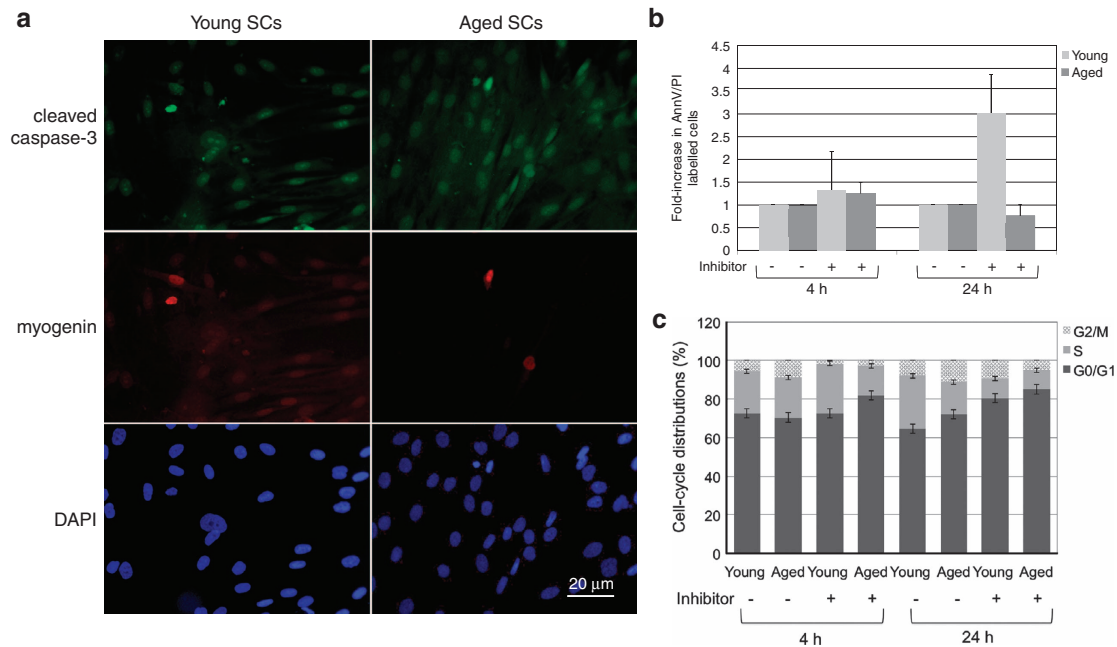 a
Young SCs
Aged SCs
cleaved
caspase-3
myogenin
DAPI
20 μm
b
Fold-increase in AnnV/PI
labelled cells
4.5
4
3.5
3
2.5
2
1.5
1
0.5
0
Young
Aged
Inhibitor - - + + - - + +
4 h 24 h
c
Cell-cycle distributions (%)
120
100
80
60
40
20
0
G2/M
S
G0/G1
Young Aged Young Aged Young Aged Young Aged
Inhibitor - - + + - - + +
4 h 24 h